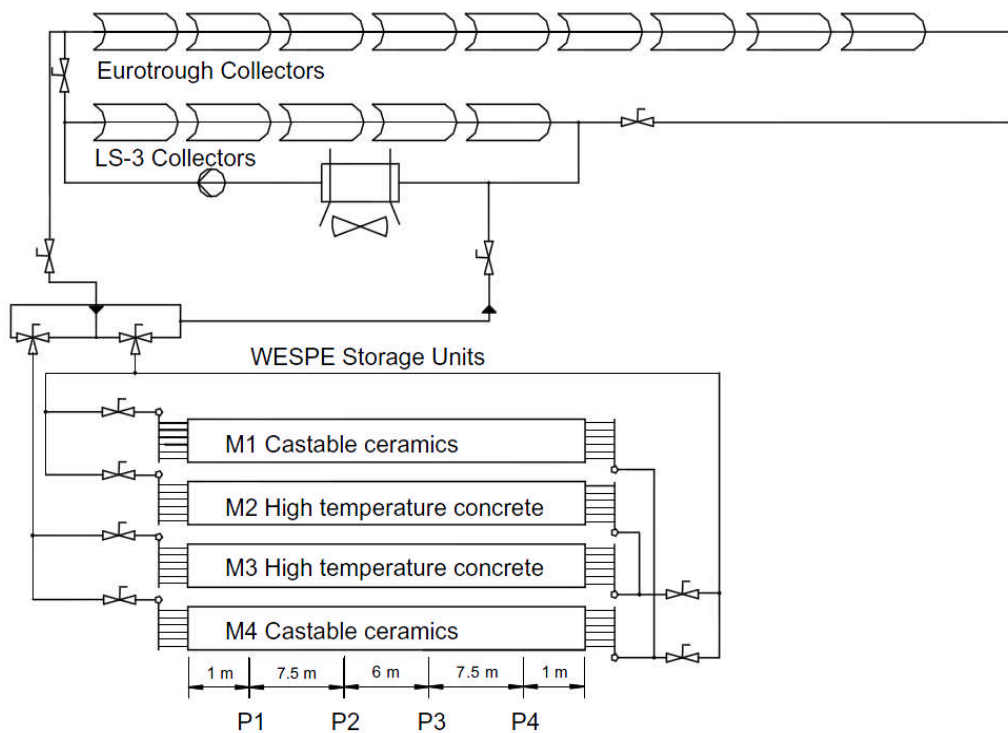 Eurotrough Collectors
LS-3 Collectors
WESPE Storage Units
M1 Castable ceramics
M2 High temperature concrete
M3 High temperature concrete
M4 Castable ceramics
1 m 7.5 m 6 m 7.5 m 1 m
P1 P2 P3 P4